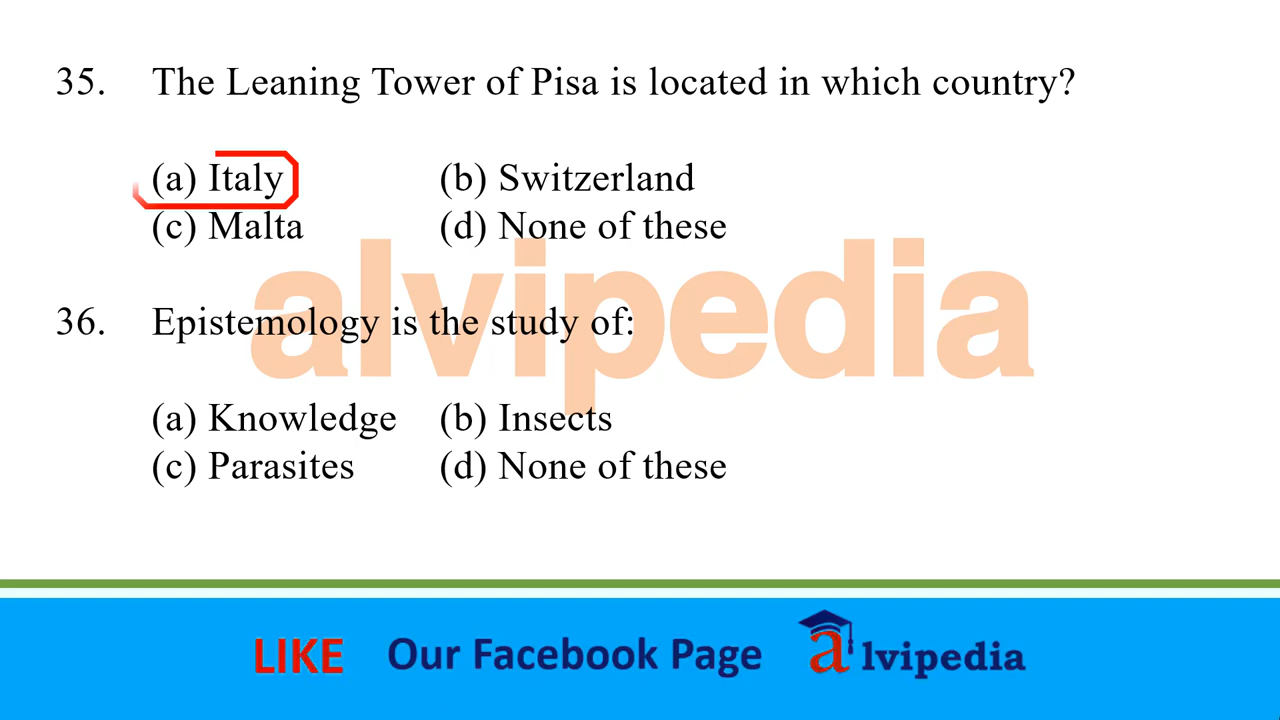 35. The Leaning Tower of Pisa is located in which country?
(a) Italy (b) Switzerland
(c) Malta (d) None of these
alvipedia
36. Epistemology is the study of:
(a) Knowledge (b) Insects
(c) Parasites (d) None of these
LIKE Our Facebook Page alvipedia